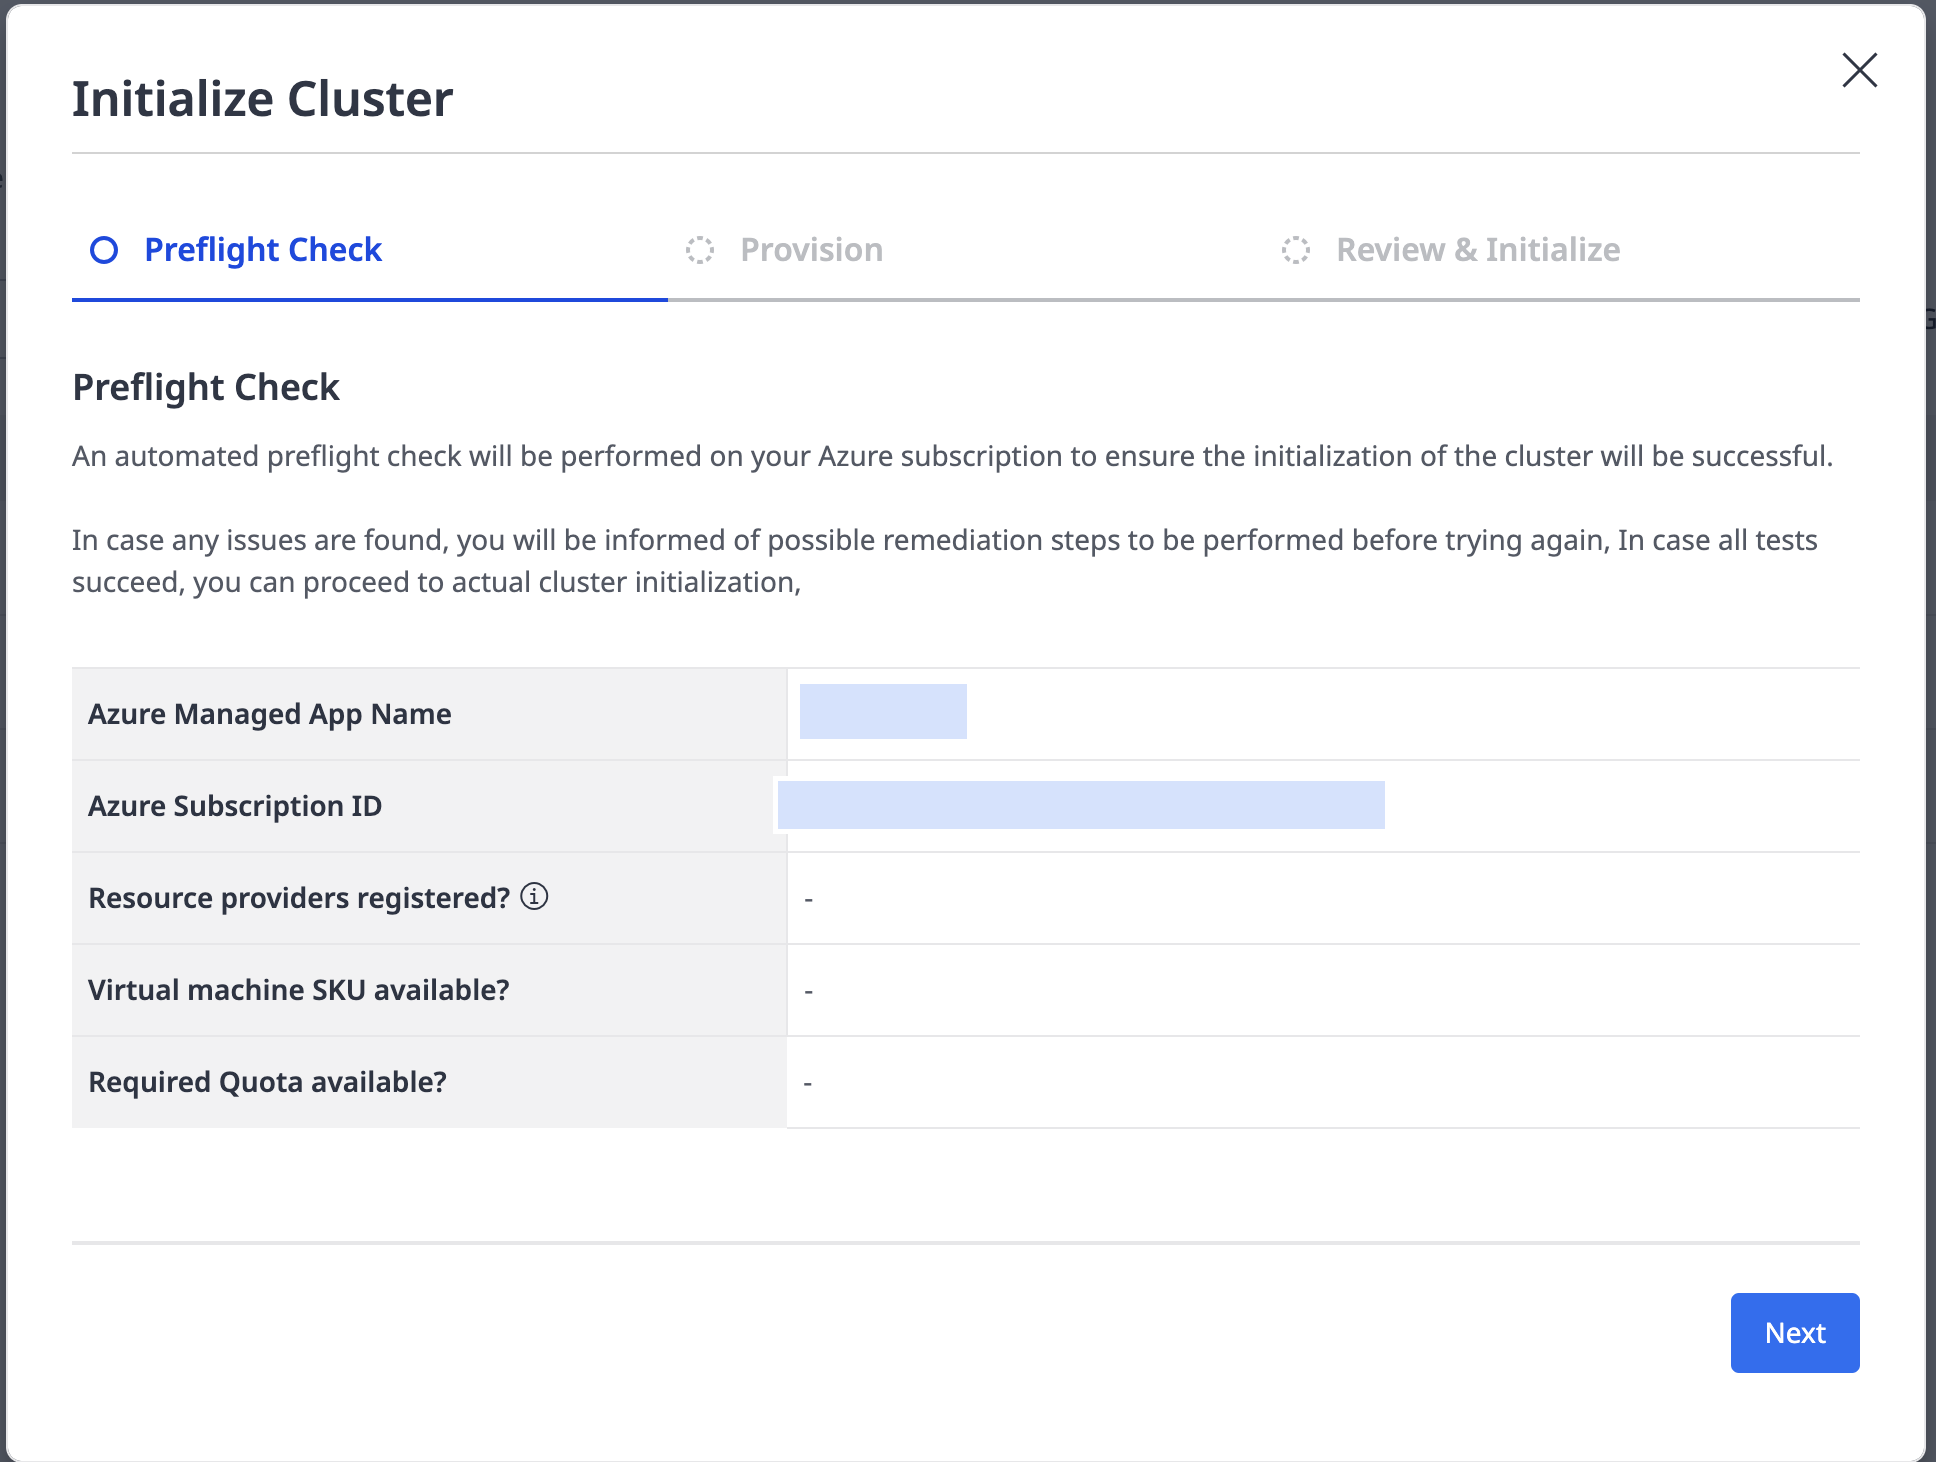 Initialize Cluster
Preflight Check
Provision
Review & Initialize
Preflight Check
An automated preflight check will be performed on your Azure subscription to ensure the initialization of the cluster will be successful.
In case any issues are found, you will be informed of possible remediation steps to be performed before trying again, In case all tests
succeed, you can proceed to actual cluster initialization,
Azure Managed App Name
Azure Subscription ID
Resource providers registered? -
Virtual machine SKU available? -
Required Quota available? -
Next